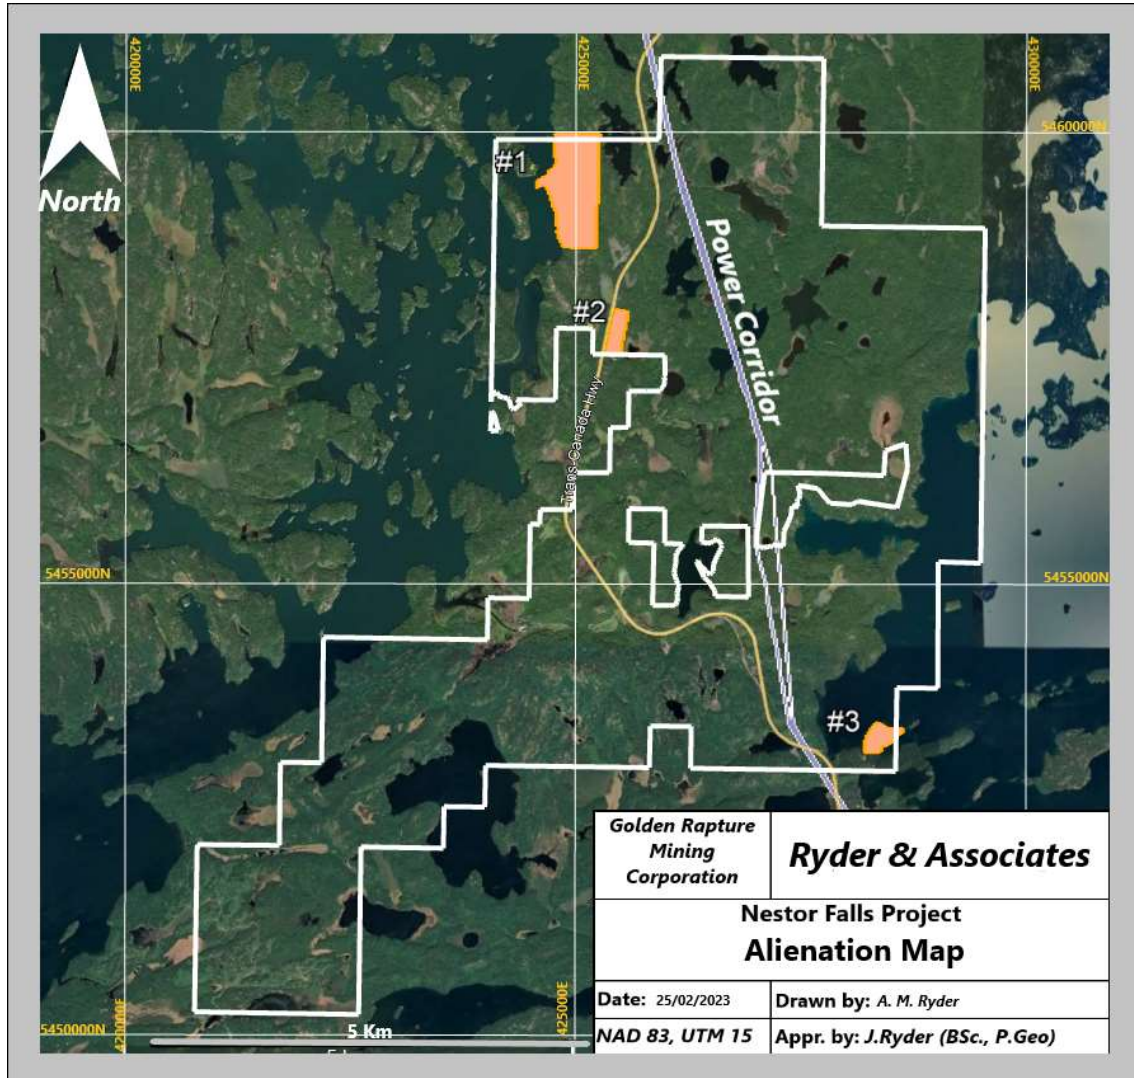 420000E
425000E
430000E
5460000N
#1
North
Power Corridor
#2
Trans-Canada Hwy
5455000N
5455000N
#3
Golden Rapture
Mining
Corporation
Ryder & Associates
Nestor Falls Project
Alienation Map
Date: 25/02/2023
Drawn by: A. M. Ryder
NAD 83, UTM 15
Appr. by: J.Ryder (BSc., P.Geo)
5450000N
420000E
425000E
5 Km